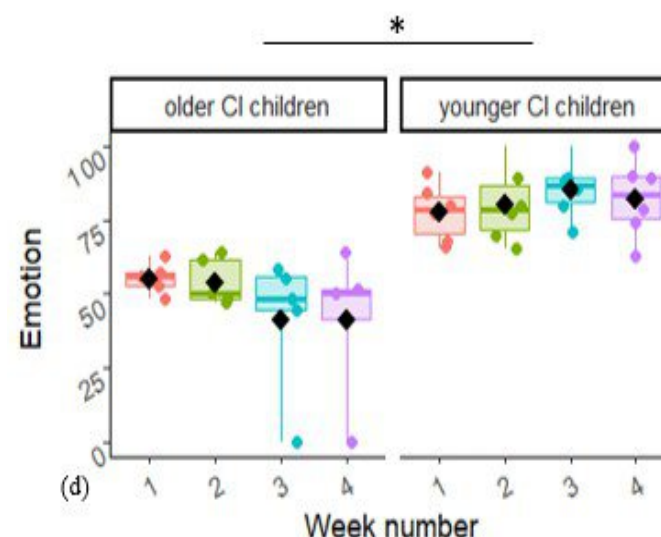 *
older CI children
younger CI children
100
75
50
25
0
Emotion
(d)
1 2 3 4 1 2 3 4
Week number